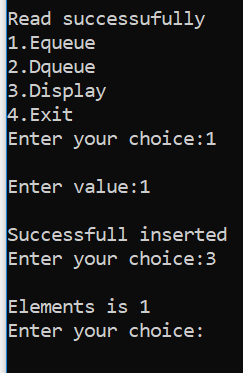 Read successufully
1.Equeue
2.Dqueue
3.Display
4.Exit
Enter your choice:1
Enter value:1
Successfull inserted
Enter your choice:3
Elements is 1
Enter your choice: